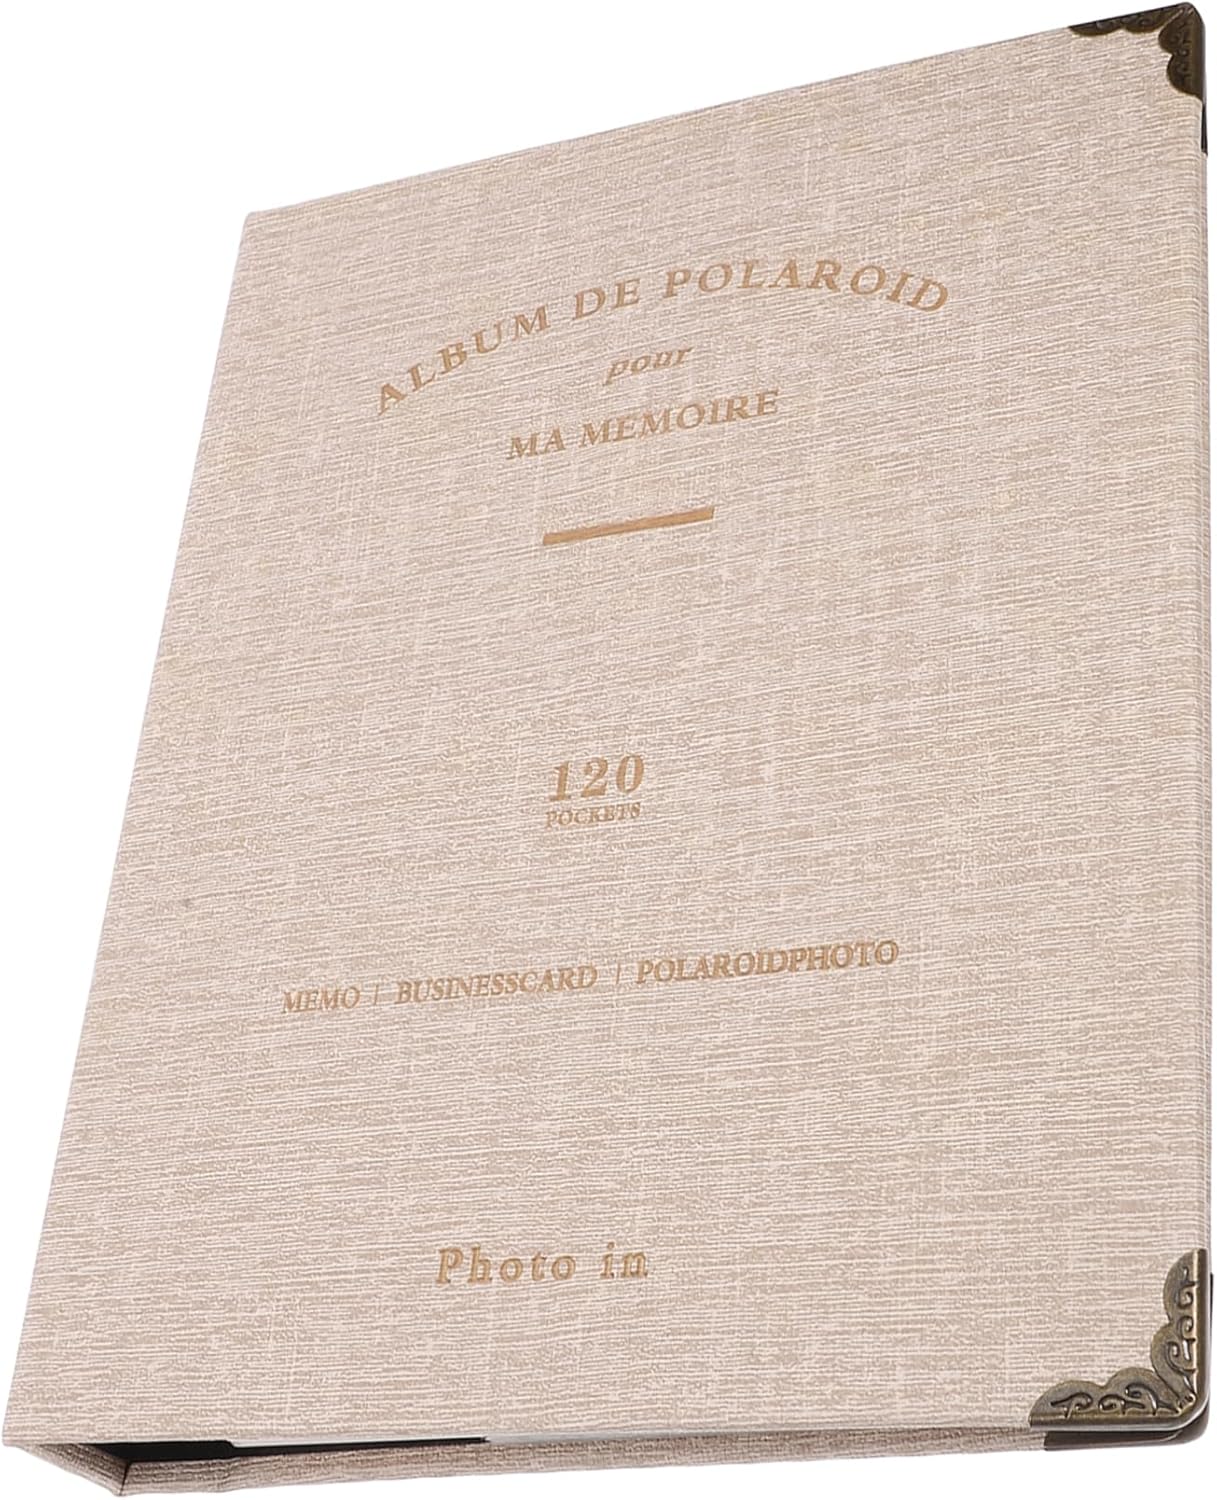 ALBUM DE POLAROID
pour
MA MEMOIRE
120
POCKETS
MEMO | BUSINESSCARD | POLAROIDPHOTO
Photo in